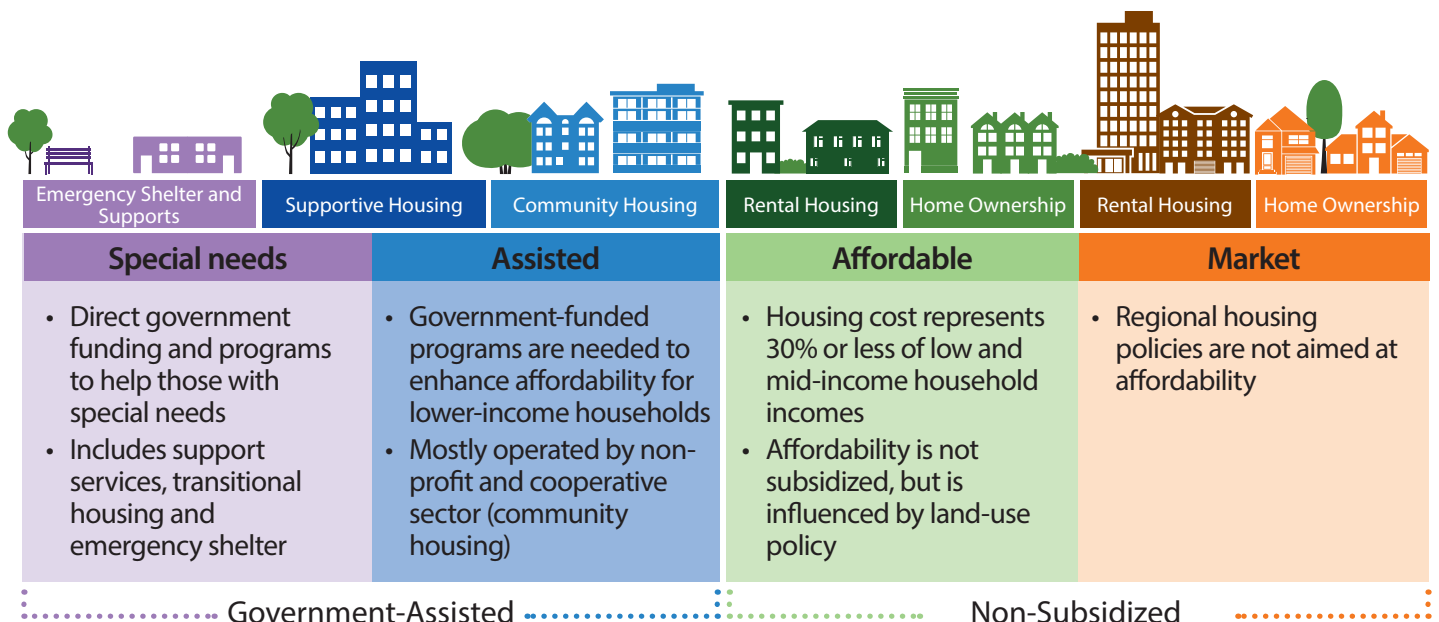 Emergency Shelter and
Supports
Supportive Housing
Community Housing
Rental Housing
Home Ownership
Rental Housing
Home Ownership
Special needs
• Direct government
funding and programs
to help those with
special needs
• Includes support
services, transitional
housing and
emergency shelter
Assisted
• Government-funded
programs are needed to
enhance affordability for
lower-income households
• Mostly operated by non-
profit and cooperative
sector (community
housing)
Affordable
• Housing cost represents
30% or less of low and
mid-income household
incomes
• Affordability is not
subsidized, but is
influenced by land-use
policy
Market
• Regional housing
policies are not aimed at
affordability
Government-Assisted
Non-Subsidized